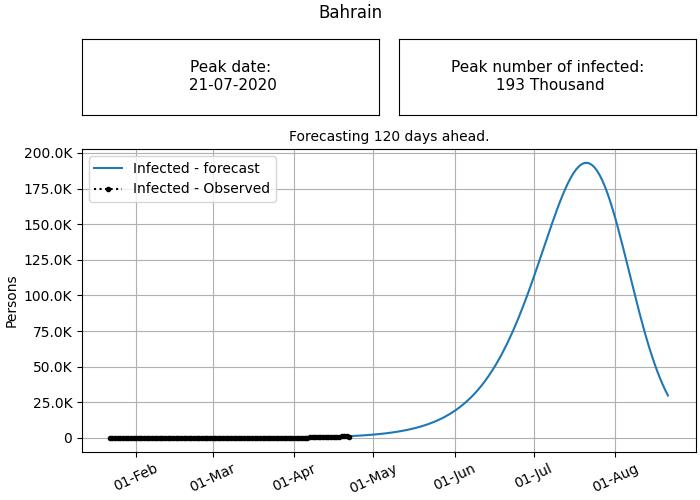 Bahrain
Peak date:
21-07-2020
Peak number of infected:
193 Thousand
Forecasting 120 days ahead.
Infected - forecast
Infected - Observed
Persons
200.0K
175.0K
150.0K
125.0K
100.0K
75.0K
50.0K
25.0K
0
01-Feb
01-Mar
01-Apr
01-May
01-Jun
01-Jul
01-Aug